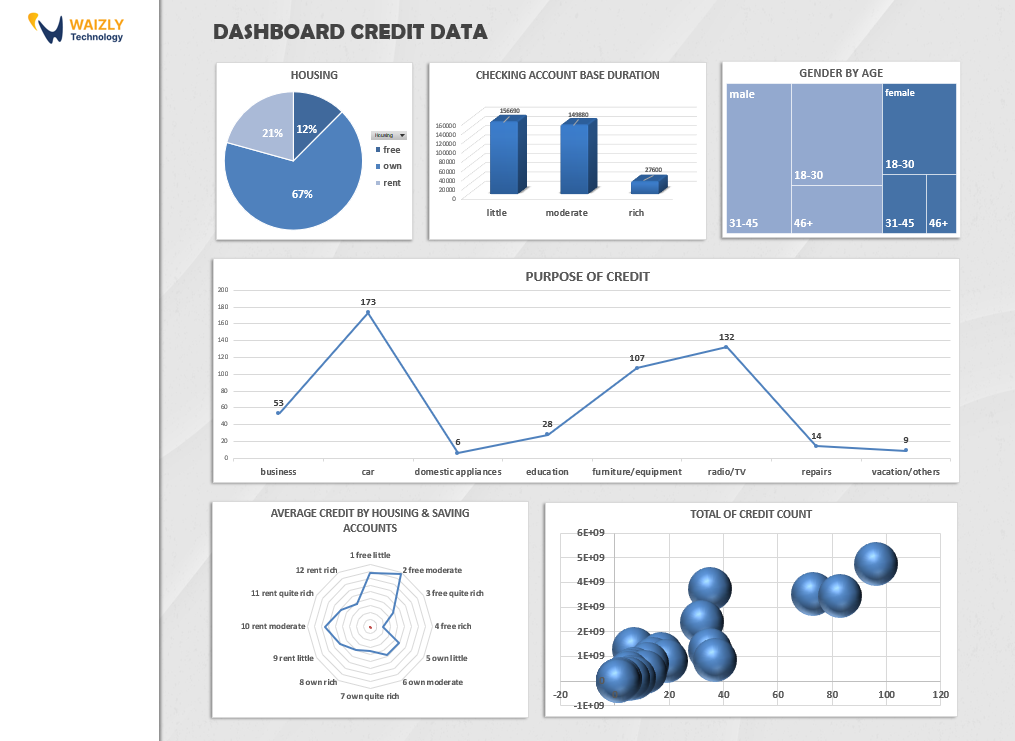 WAIZLY
Technology
DASHBOARD CREDIT DATA
HOUSING
12%
21%
67%
Housing
free
own
rent
CHECKING ACCOUNT BASE DURATION
160000
140000
120000
100000
80000
60000
40000
20000
0
156690
149880
27600
little
moderate
rich
GENDER BY AGE
male
female
18-30
18-30
31-45
46+
31-45
46+
PURPOSE OF CREDIT
200
180
160
140
120
100
80
60
40
20
0
53
173
6
28
107
132
14
9
business
car
domestic appliances
education
furniture/equipment
radio/TV
repairs
vacation/others
AVERAGE CREDIT BY HOUSING & SAVING
ACCOUNTS
1 free little
2 free moderate
3 free quite rich
4 free rich
5 own little
6 own moderate
7 own quite rich
8 own rich
9 rent little
10 rent moderate
11 rent quite rich
12 rent rich
TOTAL OF CREDIT COUNT
6E+09
5E+09
4E+09
3E+09
2E+09
1E+09
-1E+09
-20
20
40
60
80
100
120